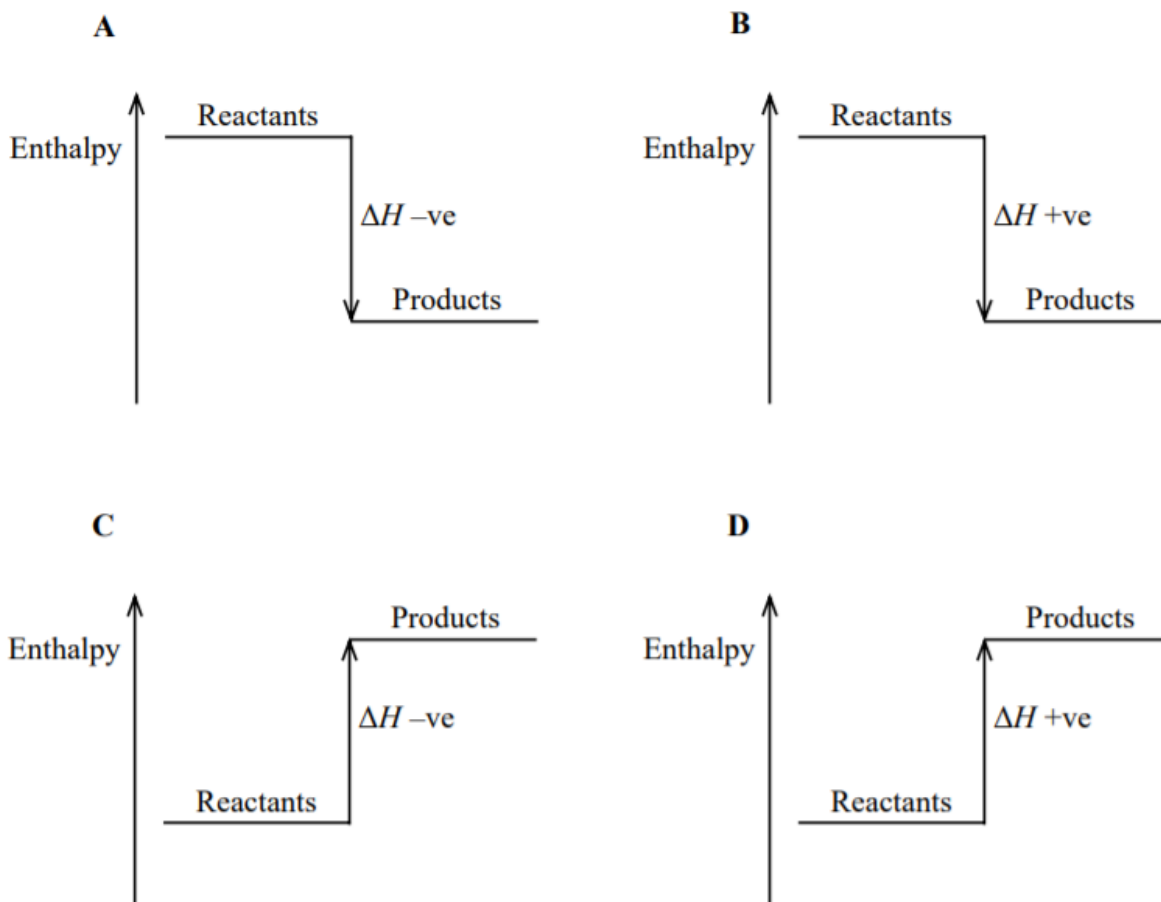 A
Reactants
Enthalpy
ΔH –ve
Products
B
Reactants
Enthalpy
ΔH +ve
Products
C
Products
Enthalpy
ΔH –ve
Reactants
D
Products
Enthalpy
ΔH +ve
Reactants